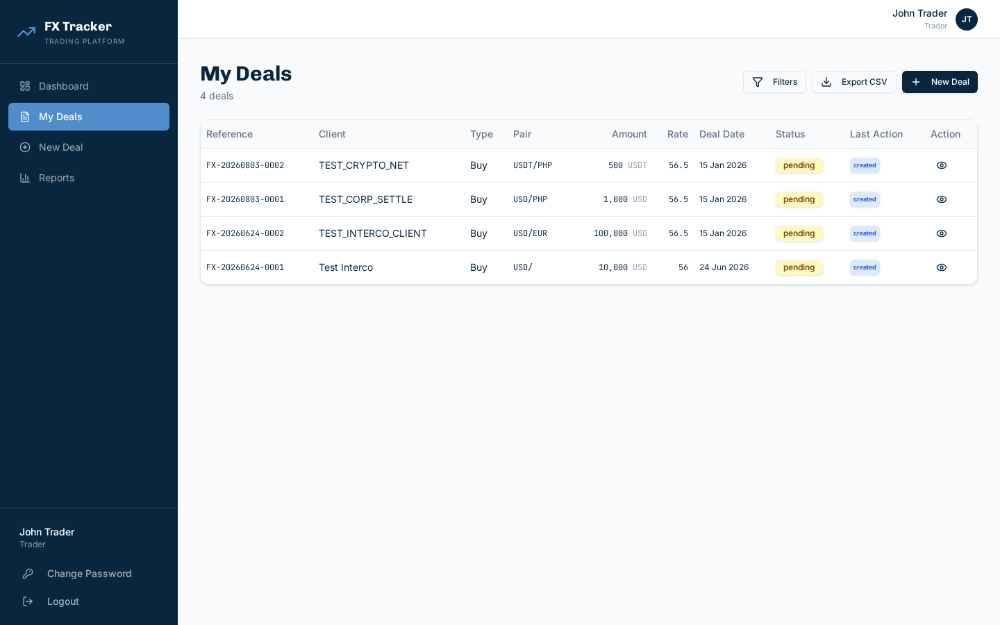 FX Tracker
TRADING PLATFORM
Dashboard
My Deals
New Deal
Reports
John Trader
Trader
Change Password
Logout
John Trader
Trader
JT
My Deals
4 deals
Filters
Export CSV
New Deal
Reference Client Type Pair Amount Rate Deal Date Status Last Action Action
FX-20260803-0002 TEST_CRYPTO_NET Buy USDT/PHP 500 USDT 56.5 15 Jan 2026 pending created
FX-20260803-0001 TEST_CORP_SETTLE Buy USD/PHP 1,000 USD 56.5 15 Jan 2026 pending created
FX-20260624-0002 TEST_INTERCO_CLIENT Buy USD/EUR 100,000 USD 56.5 15 Jan 2026 pending created
FX-20260624-0001 Test Interco Buy USD/ 10,000 USD 56 24 Jun 2026 pending created